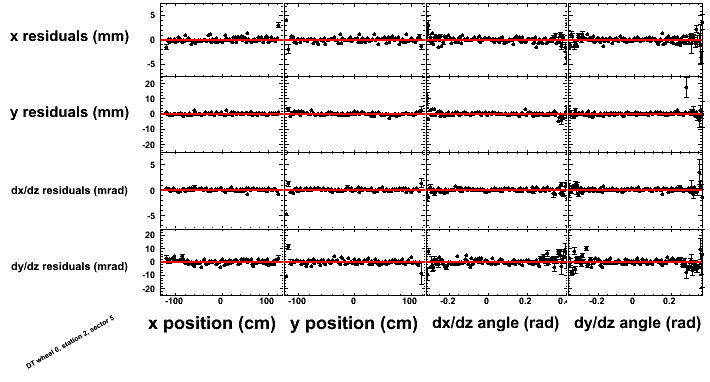 x residuals (mm)
5
0
-5
y residuals (mm)
20
10
0
-10
-20
dx/dz residuals (mrad)
5
0
-5
dy/dz residuals (mrad)
20
10
0
-10
-20
-100 0 100 -100 0 100 -0.2 0 0.2 0.4 -0.2 0 0.2
x position (cm) y position (cm) dx/dz angle (rad) dy/dz angle (rad)
DT wheel 0, station 2, sector 5